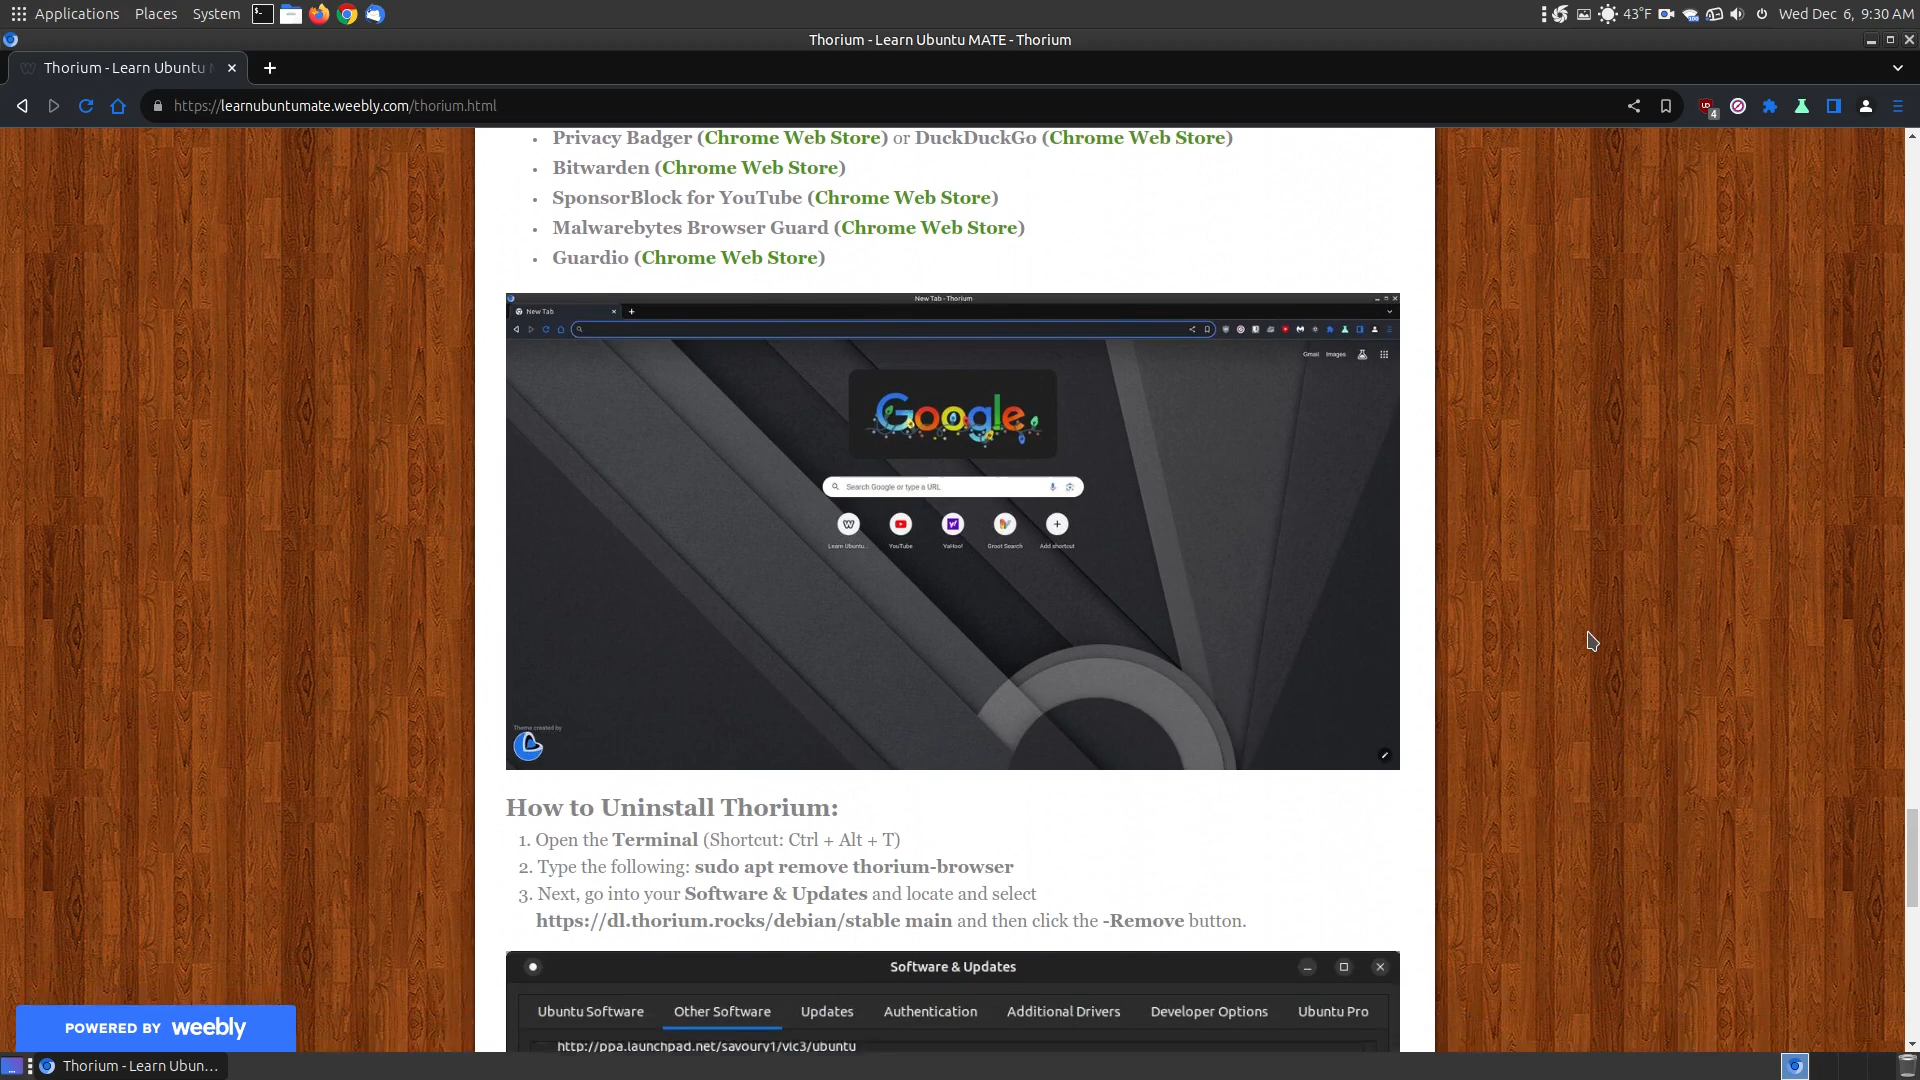 Applications Places System 43°F Wed Dec 6, 9:30 AM
Thorium - Learn Ubuntu MATE - Thorium
Thorium - Learn Ubuntu M
https://learnubuntumate.weebly.com/thorium.html
4
• Privacy Badger (Chrome Web Store) or DuckDuckGo (Chrome Web Store)
• Bitwarden (Chrome Web Store)
• SponsorBlock for YouTube (Chrome Web Store)
• Malwarebytes Browser Guard (Chrome Web Store)
• Guardio (Chrome Web Store)
New Tab - Thorium
New Tab
Gmail Images
Google
Search Google or type a URL
Learn Ubuntu... YouTube YaHoo! Groot Search Add shortcut
Theme created by
How to Uninstall Thorium:
1. Open the Terminal (Shortcut: Ctrl + Alt + T)
2. Type the following: sudo apt remove thorium-browser
3. Next, go into your Software & Updates and locate and select
https://dl.thorium.rocks/debian/stable main and then click the -Remove button.
Software & Updates
Ubuntu Software Other Software Updates Authentication Additional Drivers Developer Options Ubuntu Pro
http://ppa.launchpad.net/savoury1/vlc3/ubuntu
POWERED BY weebly
Thorium - Learn Ubun...